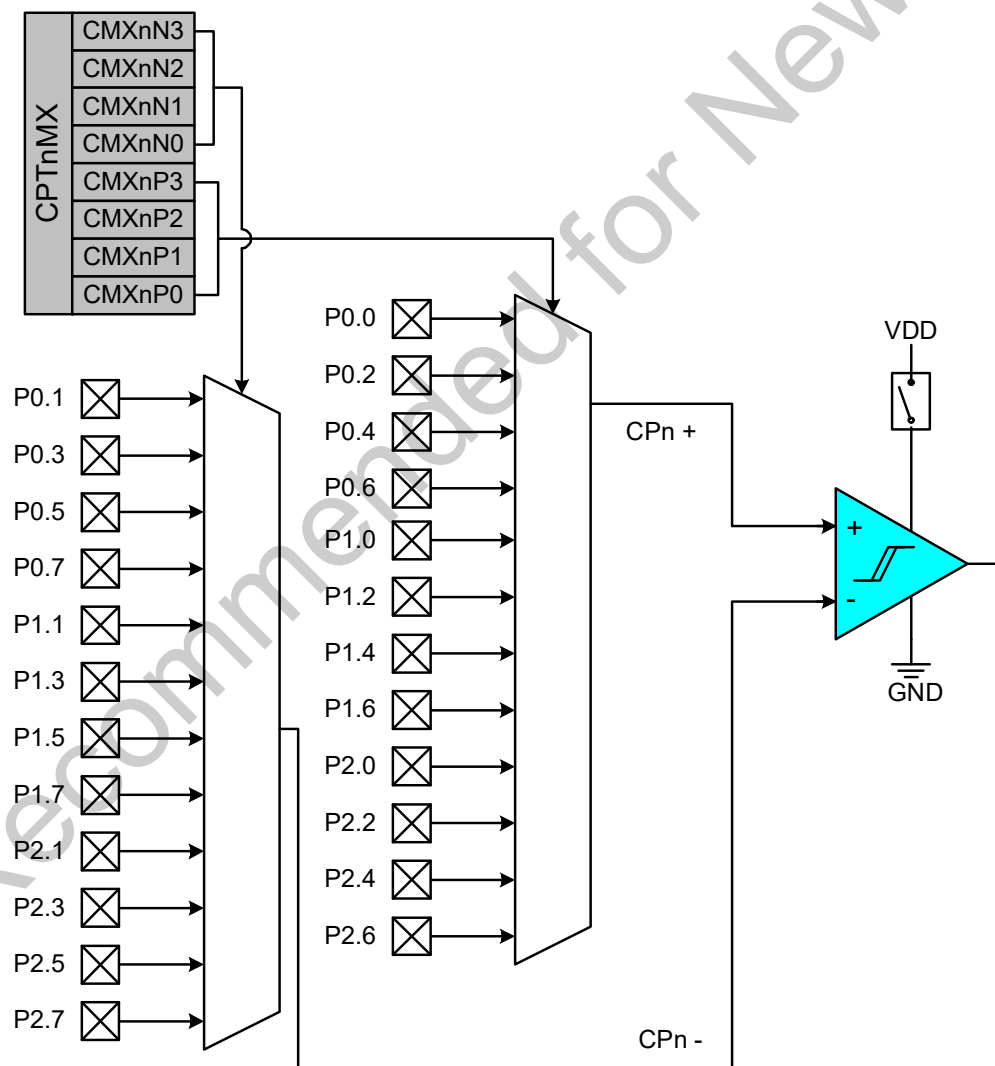 CPTnMX
CMXnN3
CMXnN2
CMXnN1
CMXnN0
CMXnP3
CMXnP2
CMXnP1
CMXnP0
P0.1
P0.3
P0.5
P0.7
P1.1
P1.3
P1.5
P1.7
P2.1
P2.3
P2.5
P2.7
P0.0
P0.2
P0.4
P0.6
P1.0
P1.2
P1.4
P1.6
P2.0
P2.2
P2.4
P2.6
CPn +
CPn -
VDD
+
-
GND
Recommended for New